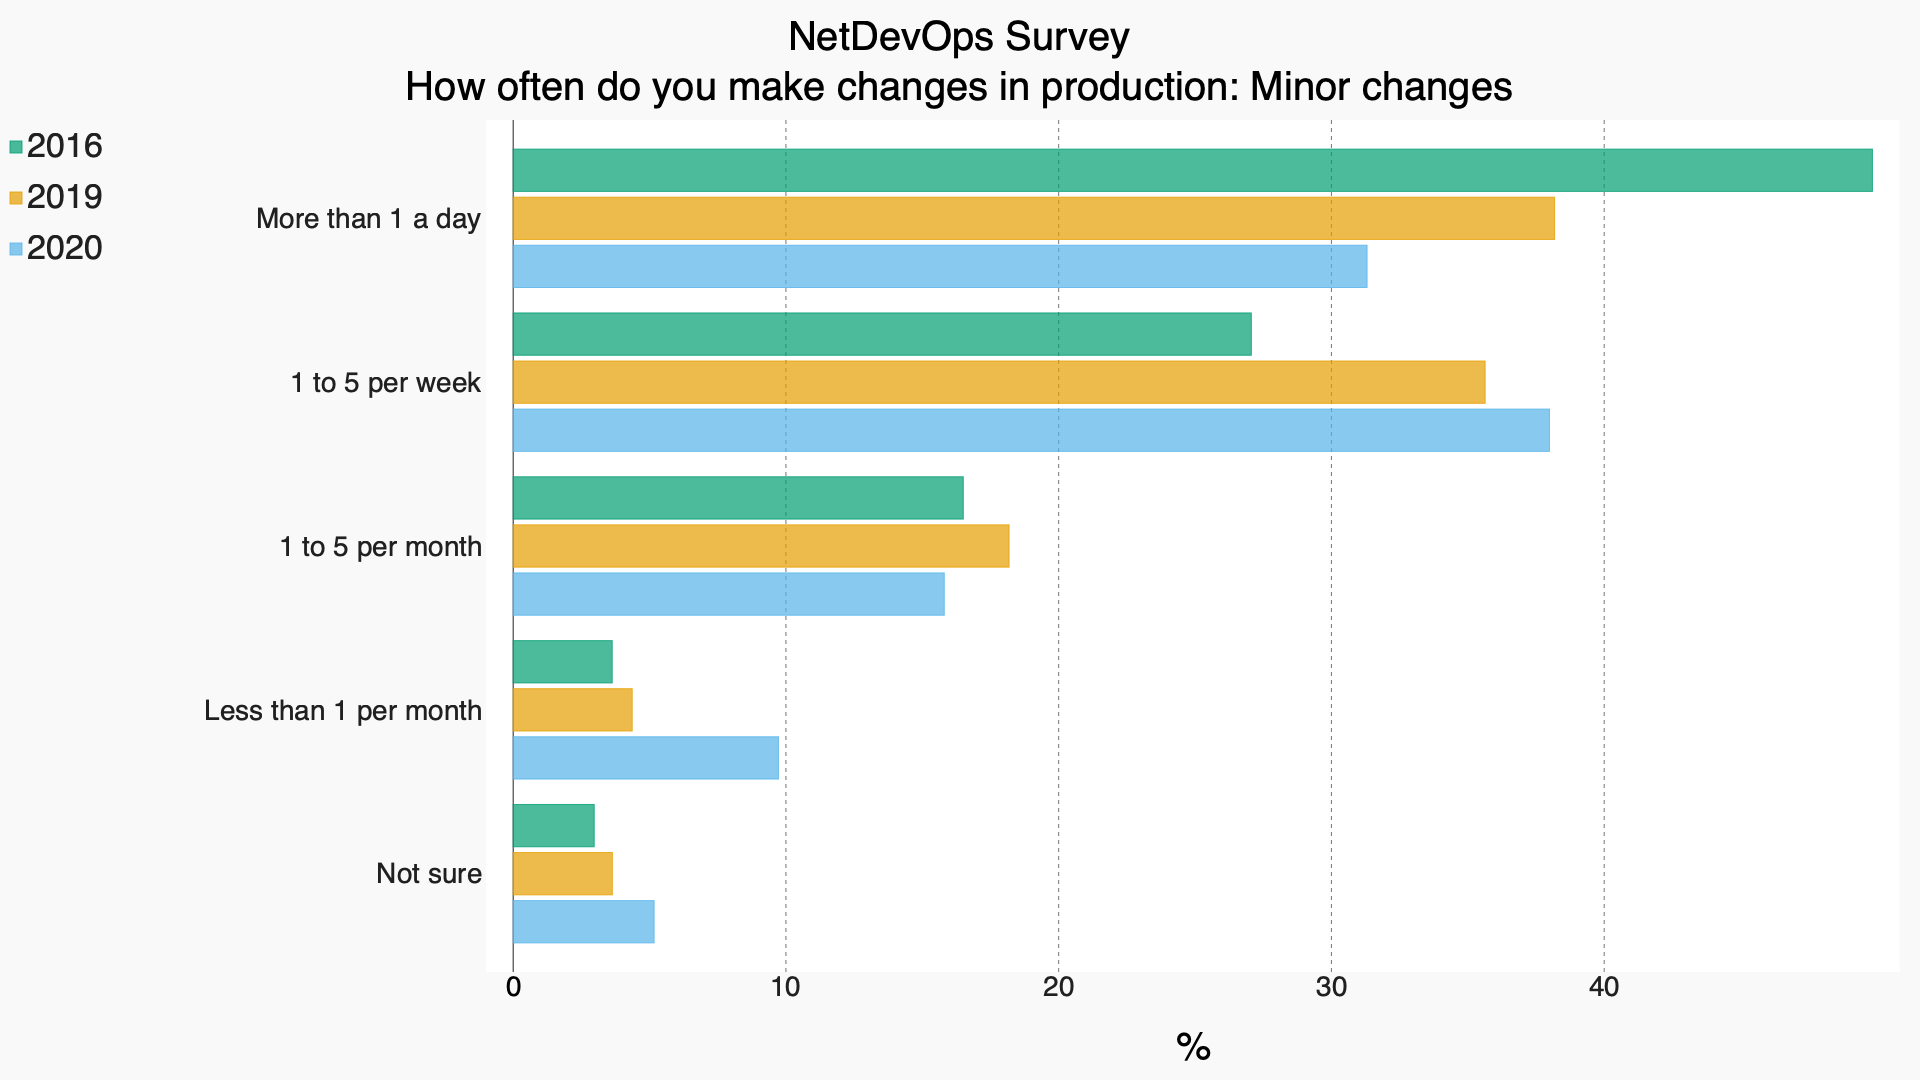 NetDevOps Survey
How often do you make changes in production: Minor changes
2016
2019
2020
More than 1 a day
1 to 5 per week
1 to 5 per month
Less than 1 per month
Not sure
0 10 20 30 40
%